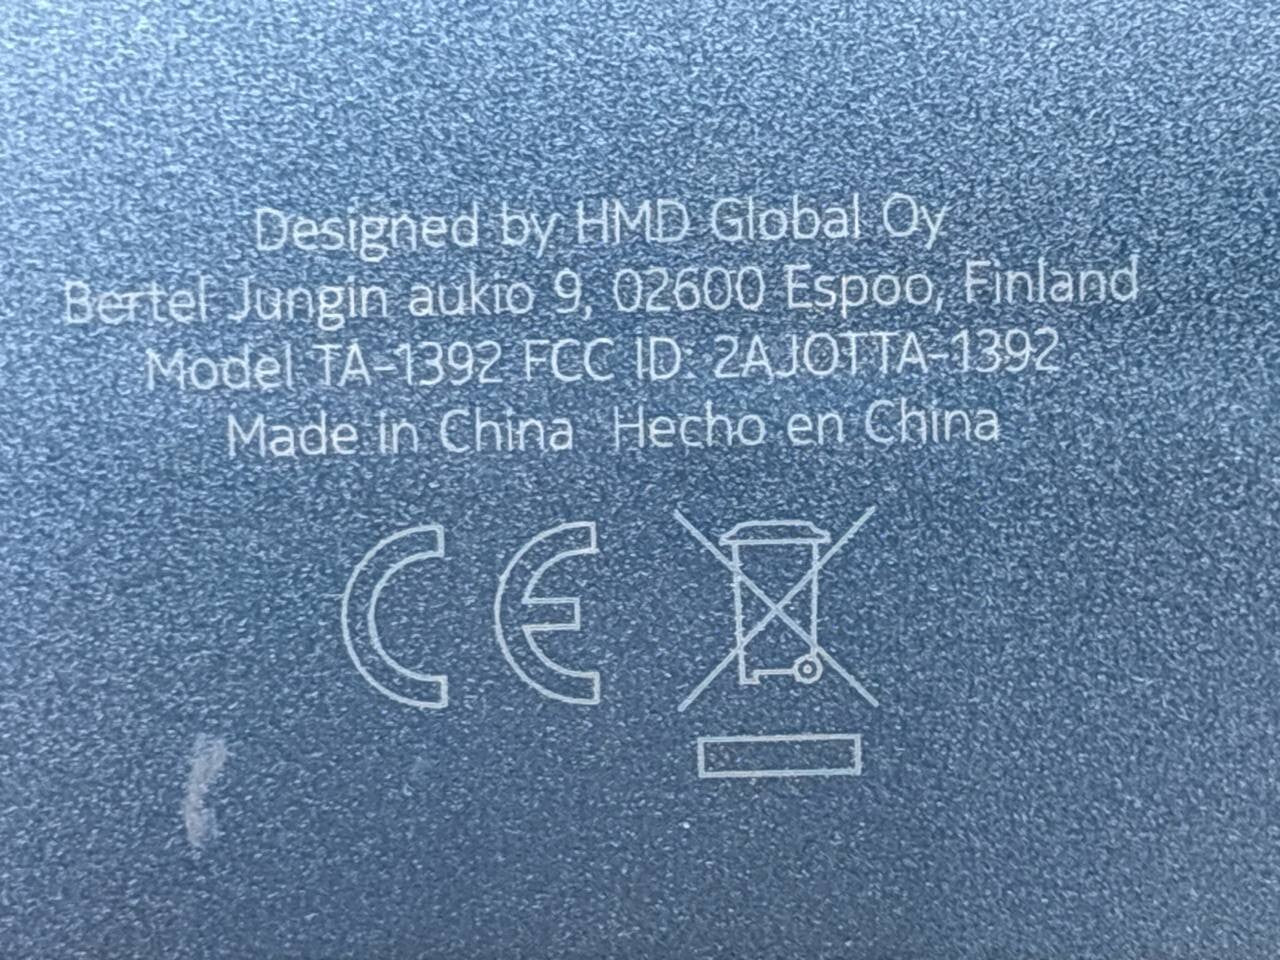 Designed by HMD Global Oy
Bertel Jungin aukio 9, 02600 Espoo, Finland
Model TA-1392 FCC ID: 2AJOTTA-1392
Made in China Hecho en China
CE